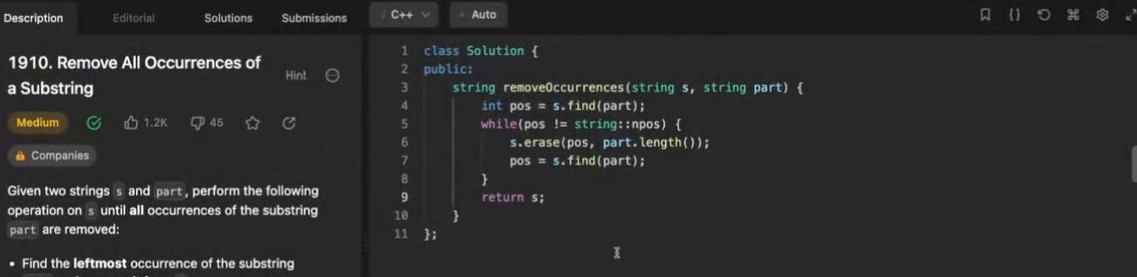 Description Editorial Solutions Submissions
1910. Remove All Occurrences of
a Substring
Hint
Medium 1.2K 45
Companies
Given two strings s and part, perform the following
operation on s until all occurrences of the substring
part are removed:
• Find the leftmost occurrence of the substring
C++ Auto
1 class Solution {
2 public:
3 string removeOccurrences(string s, string part) {
4 int pos = s.find(part);
5 while(pos != string::npos) {
6 s.erase(pos, part.length());
7 pos = s.find(part);
8 }
9 return s;
10 }
11 };